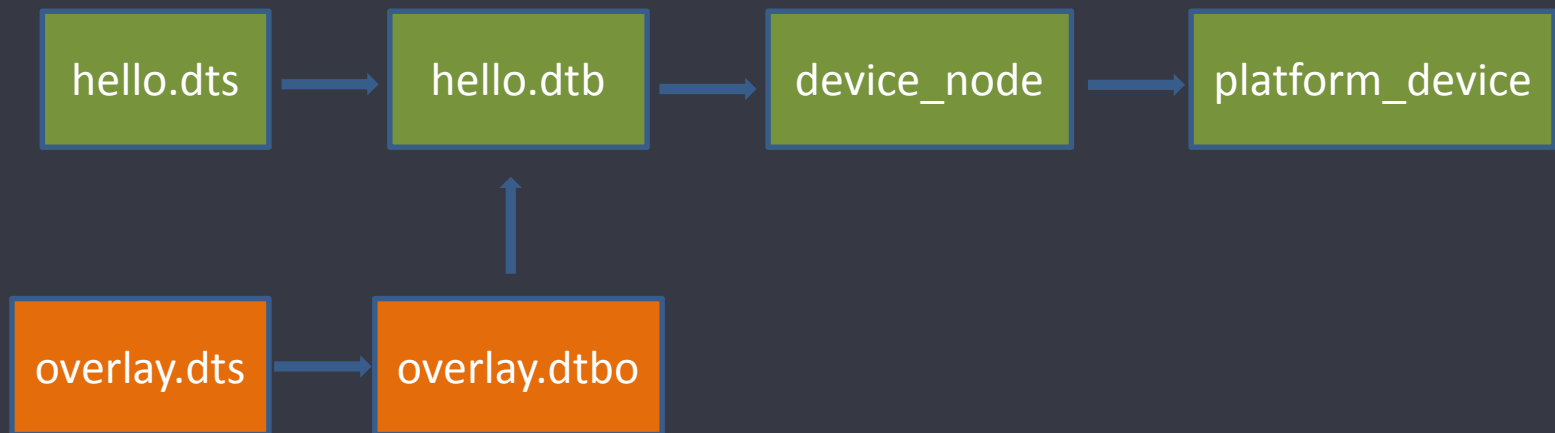 hello.dts
hello.dtb
device_node
platform_device
overlay.dts
overlay.dtbo